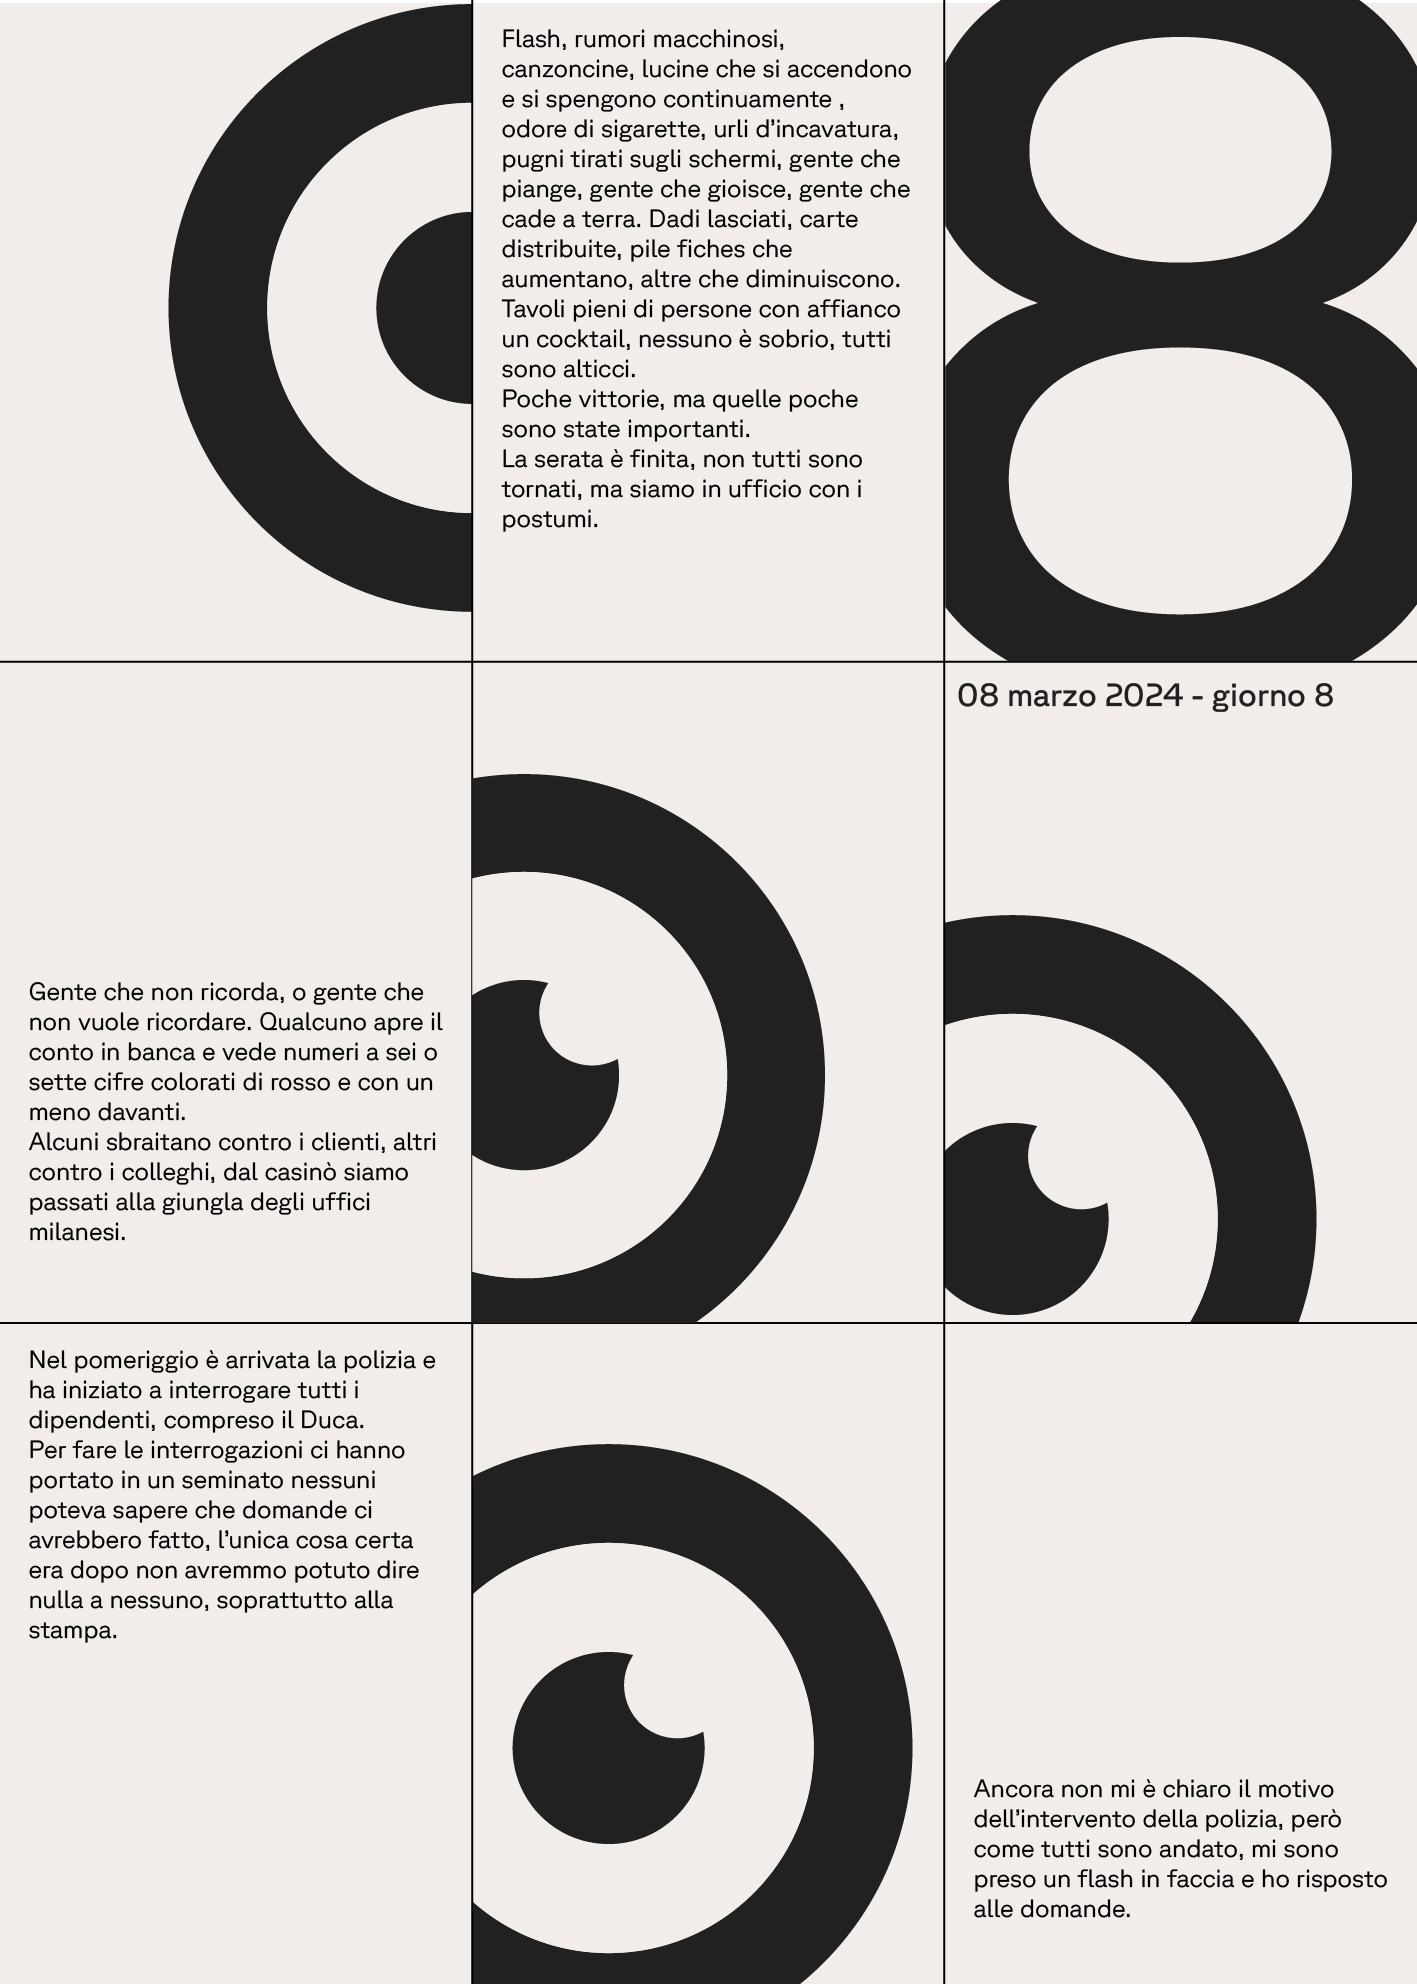 Flash, rumori macchinosi,
canzoncine, lucine che si accendono
e si spengono continuamente ,
odore di sigarette, urli d’incavatura,
pugni tirati sugli schermi, gente che
piange, gente che gioisce, gente che
cade a terra. Dadi lasciati, carte
distribuite, pile fiches che
aumentano, altre che diminuiscono.
Tavoli pieni di persone con affianco
un cocktail, nessuno è sobrio, tutti
sono alticci.
Poche vittorie, ma quelle poche
sono state importanti.
La serata è finita, non tutti sono
tornati, ma siamo in ufficio con i
postumi.
8
08 marzo 2024 - giorno 8
Gente che non ricorda, o gente che
non vuole ricordare. Qualcuno apre il
conto in banca e vede numeri a sei o
sette cifre colorati di rosso e con un
meno davanti.
Alcuni sbraitano contro i clienti, altri
contro i colleghi, dal casinò siamo
passati alla giungla degli uffici
milanesi.
Nel pomeriggio è arrivata la polizia e
ha iniziato a interrogare tutti i
dipendenti, compreso il Duca.
Per fare le interrogazioni ci hanno
portato in un seminato nessuni
poteva sapere che domande ci
avrebbero fatto, l’unica cosa certa
era dopo non avremmo potuto dire
nulla a nessuno, soprattutto alla
stampa.
Ancora non mi è chiaro il motivo
dell’intervento della polizia, però
come tutti sono andato, mi sono
preso un flash in faccia e ho risposto
alle domande.